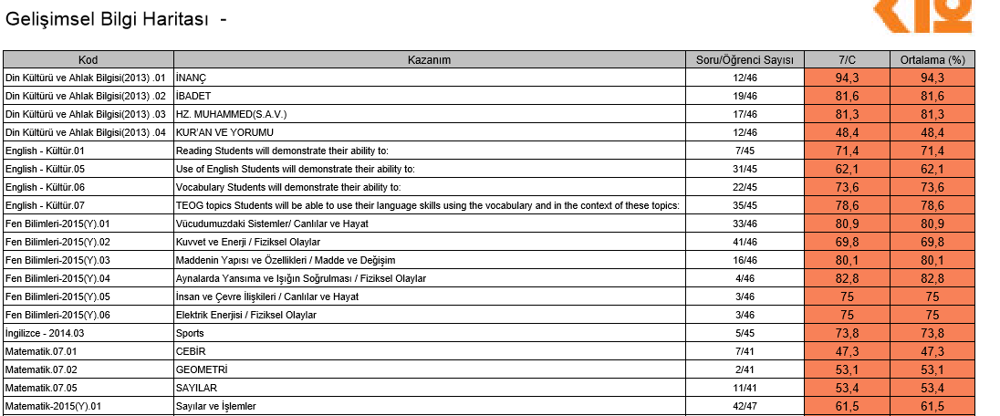 Gelişimsel Bilgi Haritası -
Kod Kazanım Soru/Öğrenci Sayısı 7/C Ortalama (%)
Din Kültürü ve Ahlak Bilgisi(2013) .01 İNANÇ 12/46 94,3 94,3
Din Kültürü ve Ahlak Bilgisi(2013) .02 İBADET 19/46 81,6 81,6
Din Kültürü ve Ahlak Bilgisi(2013) .03 HZ. MUHAMMED(S.A.V.) 17/46 81,3 81,3
Din Kültürü ve Ahlak Bilgisi(2013) .04 KUR'AN VE YORUMU 12/46 48,4 48,4
English - Kültür.01 Reading Students will demonstrate their ability to: 7/45 71,4 71,4
English - Kültür.05 Use of English Students will demonstrate their ability to: 31/45 62,1 62,1
English - Kültür.06 Vocabulary Students will demonstrate their ability to: 22/45 73,6 73,6
English - Kültür.07 TEOG topics Students will be able to use their language skills using the vocabulary and in the context of these topics: 35/45 78,6 78,6
Fen Bilimleri-2015(Y).01 Vücudumuzdaki Sistemler/ Canlılar ve Hayat 33/46 80,9 80,9
Fen Bilimleri-2015(Y).02 Kuvvet ve Enerji / Fiziksel Olaylar 41/46 69,8 69,8
Fen Bilimleri-2015(Y).03 Maddenin Yapısı ve Özellikleri / Madde ve Değişim 16/46 80,1 80,1
Fen Bilimleri-2015(Y).04 Aynalarda Yansıma ve Işığın Soğrulması / Fiziksel Olaylar 4/46 82,8 82,8
Fen Bilimleri-2015(Y).05 İnsan ve Çevre İlişkileri / Canlılar ve Hayat 3/46 75 75
Fen Bilimleri-2015(Y).06 Elektrik Enerjisi / Fiziksel Olaylar 3/46 75 75
İngilizce - 2014.03 Sports 5/45 73,8 73,8
Matematik.07.01 CEBİR 7/41 47,3 47,3
Matematik.07.02 GEOMETRİ 2/41 53,1 53,1
Matematik.07.05 SAYILAR 11/41 53,4 53,4
Matematik-2015(Y).01 Sayılar ve İşlemler 42/47 61,5 61,5